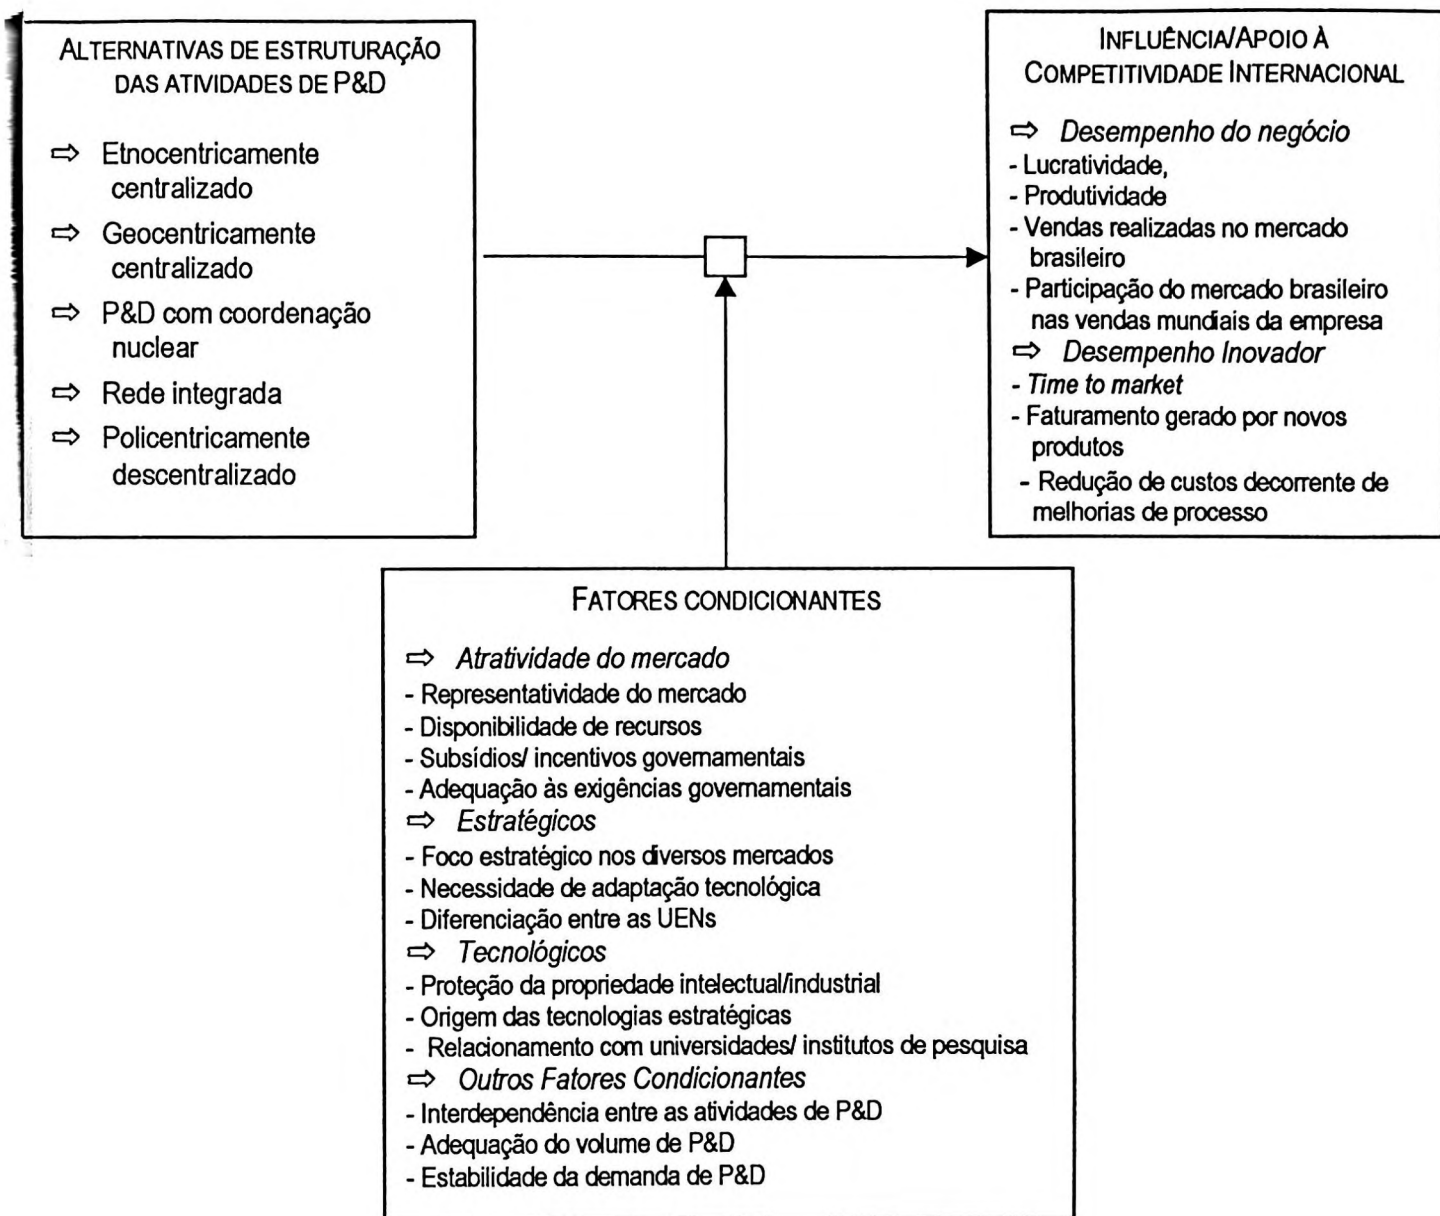 ALTERNATIVAS DE ESTRUTURAÇÃO
DAS ATIVIDADES DE P&D
⇨ Etnocentricamente
centralizado
⇨ Geocentricamente
centralizado
⇨ P&D com coordenação
nuclear
⇨ Rede integrada
⇨ Policentricamente
descentralizado
INFLUÊNCIA/APOIO À
COMPETITIVIDADE INTERNACIONAL
⇨ Desempenho do negócio
- Lucratividade,
- Produtividade
- Vendas realizadas no mercado
brasileiro
- Participação do mercado brasileiro
nas vendas mundiais da empresa
⇨ Desempenho Inovador
- Time to market
- Faturamento gerado por novos
produtos
- Redução de custos decorrente de
melhorias de processo
FATORES CONDICIONANTES
⇨ Atratividade do mercado
- Representatividade do mercado
- Disponibilidade de recursos
- Subsídios/ incentivos governamentais
- Adequação às exigências governamentais
⇨ Estratégicos
- Foco estratégico nos diversos mercados
- Necessidade de adaptação tecnológica
- Diferenciação entre as UENs
⇨ Tecnológicos
- Proteção da propriedade intelectual/industrial
- Origem das tecnologias estratégicas
- Relacionamento com universidades/ institutos de pesquisa
⇨ Outros Fatores Condicionantes
- Interdependência entre as atividades de P&D
- Adequação do volume de P&D
- Estabilidade da demanda de P&D